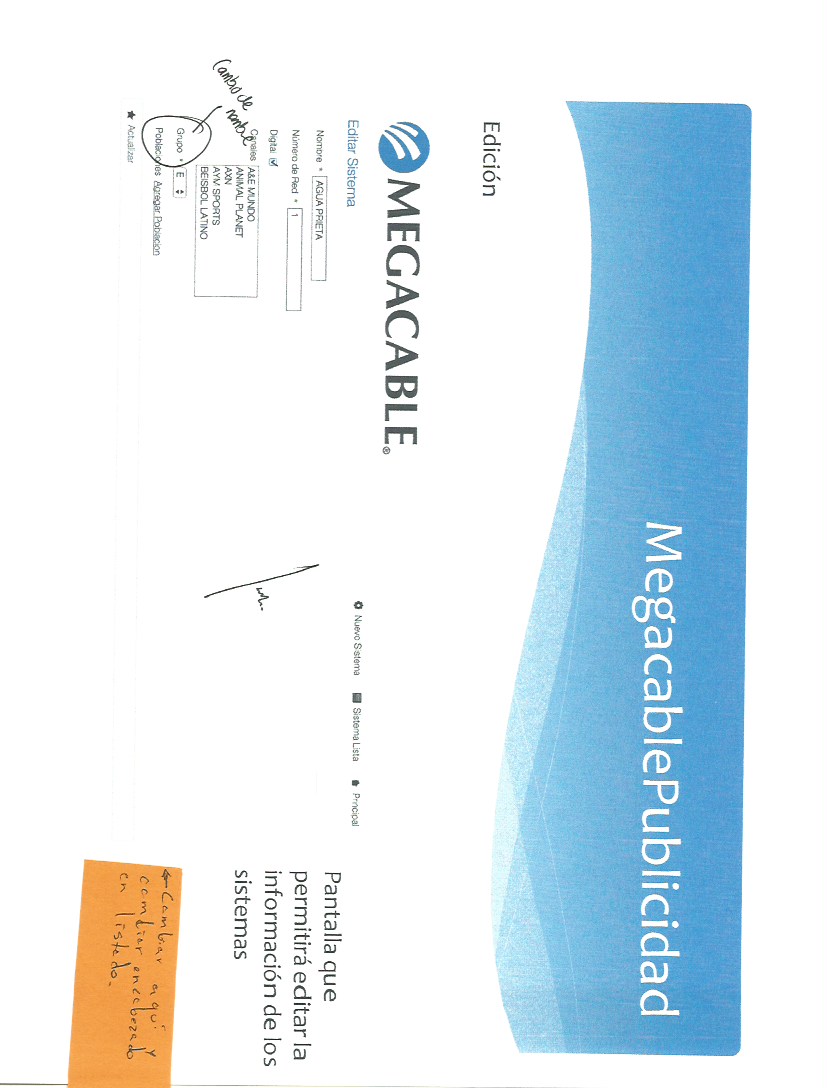 MegacablePublicidad
Edición
MEGACABLE®
Nuevo Sistema Sistema Lista Principal
Editar Sistema
Nombre * AGUA PRIETA
Número de Red * 1
Digital
Canales A&E MUNDO
ANIMAL PLANET
AXN
AYM SPORTS
BEISBOL LATINO
Cambio de
nombre
Grupo * E
Poblaciones Agregar Poblacion
Actualizar
Pantalla que
permitirá editar la
información de los
sistemas
Cambiar aquí y
cambiar encabezado
en listado.